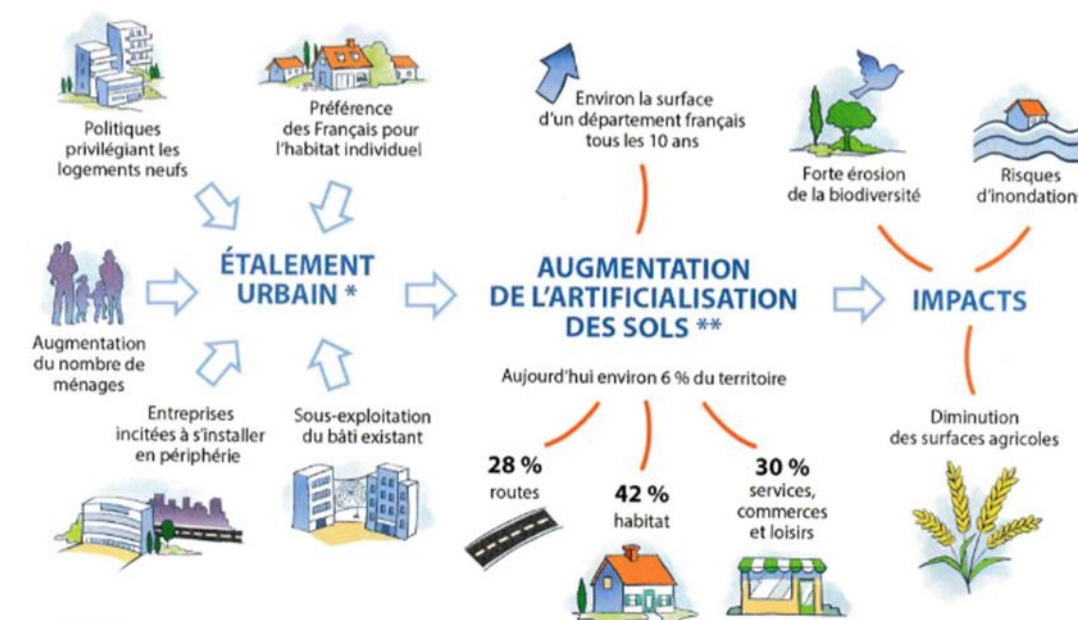 Politiques
privilégiant les
logements neufs
Préférence
des Français pour
l'habitat individuel
Augmentation
du nombre de
ménages
ÉTALEMENT
URBAIN *
Entreprises
incitées à s'installer
en périphérie
Sous-exploitation
du bâti existant
Environ la surface
d'un département français
tous les 10 ans
AUGMENTATION
DE L'ARTIFICIALISATION
DES SOLS **
Aujourd'hui environ 6 % du territoire
28 %
routes
42 %
habitat
30 %
services,
commerces
et loisirs
Forte érosion
de la biodiversité
Risques
d'inondations
IMPACTS
Diminution
des surfaces agricoles